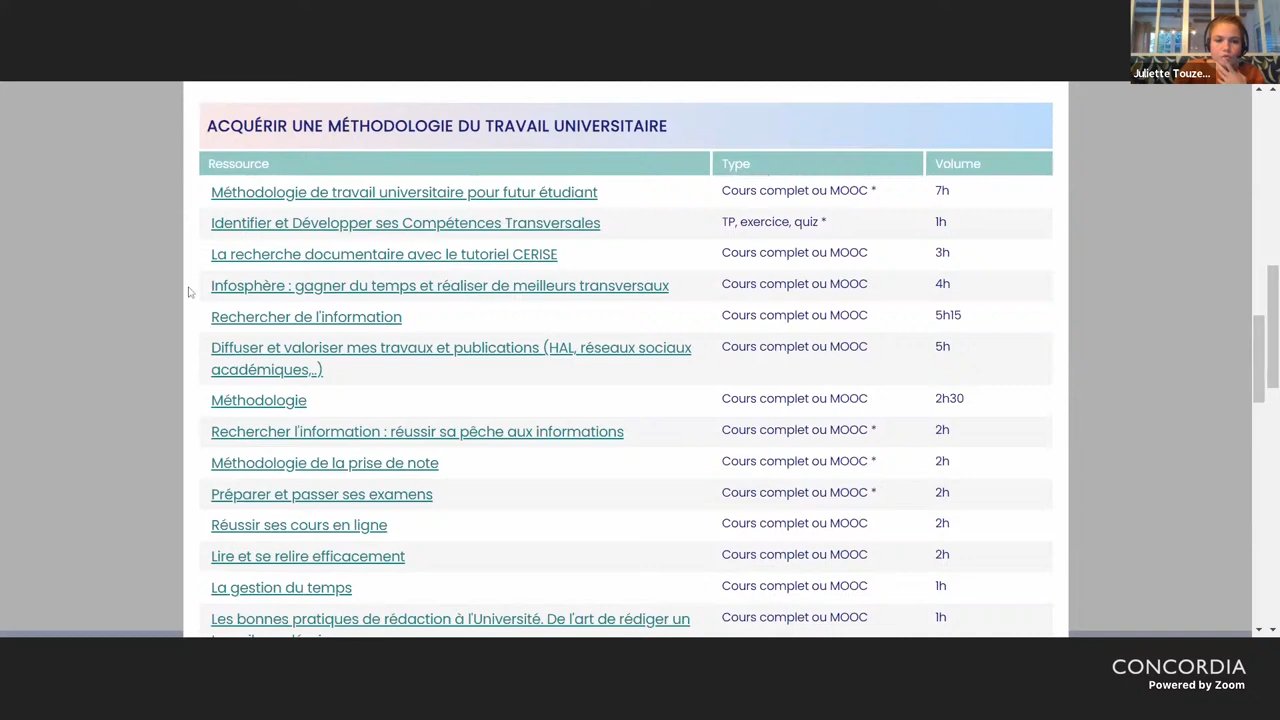 Juliette Touze...
ACQUÉRIR UNE MÉTHODOLOGIE DU TRAVAIL UNIVERSITAIRE
Ressource Type Volume
Méthodologie de travail universitaire pour futur étudiant Cours complet ou MOOC * 7h
Identifier et Développer ses Compétences Transversales TP, exercice, quiz * 1h
La recherche documentaire avec le tutoriel CERISE Cours complet ou MOOC 3h
Infosphère : gagner du temps et réaliser de meilleurs transversaux Cours complet ou MOOC 4h
Rechercher de l'information Cours complet ou MOOC 5h15
Diffuser et valoriser mes travaux et publications (HAL, réseaux sociaux Cours complet ou MOOC 5h
académiques,..)
Méthodologie Cours complet ou MOOC 2h30
Rechercher l'information : réussir sa pêche aux informations Cours complet ou MOOC * 2h
Méthodologie de la prise de note Cours complet ou MOOC * 2h
Préparer et passer ses examens Cours complet ou MOOC * 2h
Réussir ses cours en ligne Cours complet ou MOOC 2h
Lire et se relire efficacement Cours complet ou MOOC 2h
La gestion du temps Cours complet ou MOOC 1h
Les bonnes pratiques de rédaction à l'Université. De l'art de rédiger un Cours complet ou MOOC 1h
CONCORDIA
Powered by Zoom